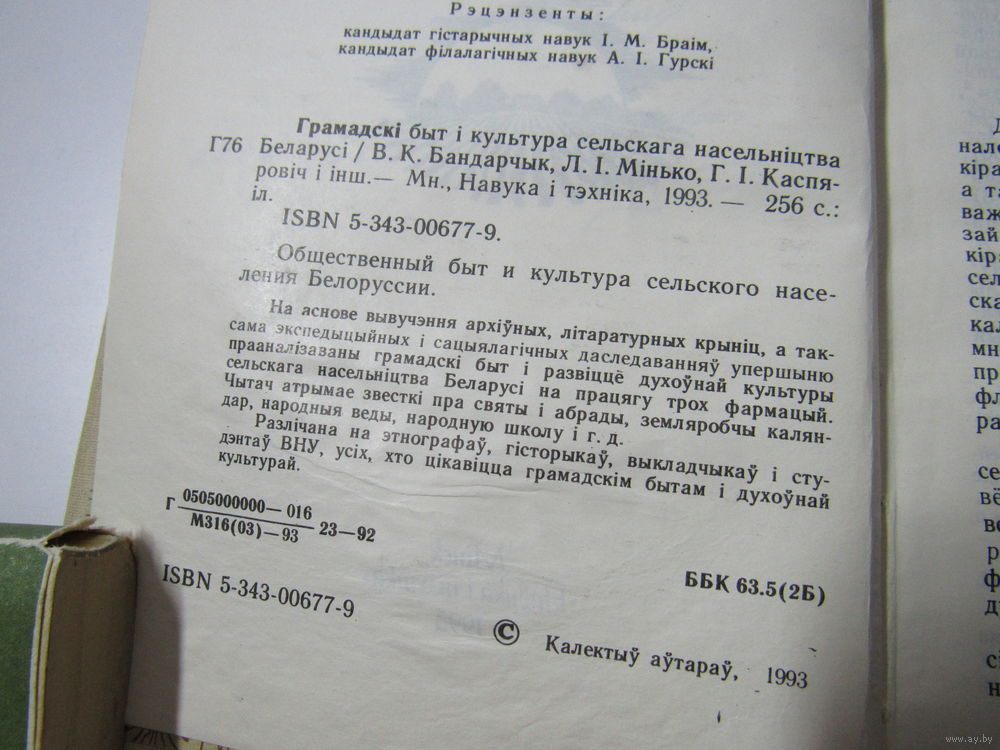 Рэцэнзенты:
кандыдат гістарычных навук І. М. Браім,
кандыдат філалагічных навук А. І. Гурскі
Грамадскі быт і культура сельскага насельніцтва
Г76 Беларусі / В. К. Бандарчык, Л. І. Мінько, Г. І. Каспя-
ровіч і інш.— Мн., Навука і тэхніка, 1993. — 256 с.:
іл.
ISBN 5-343-00677-9.
Общественный быт и культура сельского насе-
ления Белоруссии.
На аснове вывучэння архіўных, літаратурных крыніц, а так-
сама экспедыцыйных і сацыялагічных даследаванняў упершыню
прааналізаваны грамадскі быт і развіццё духоўнай культуры
сельскага насельніцтва Беларусі на працягу трох фармацый.
Чытач атрымае звесткі пра святы і абрады, земляробчы калян-
дар, народныя веды, народную школу і г. д.
Разлічана на этнографаў, гісторыкаў, выкладчыкаў і сту-
дэнтаў ВНУ, усіх, хто цікавіцца грамадскім бытам і духоўнай
культурай.
Г 0505000000—016
М316(03)—93 23—92
ББК 63.5(2Б)
ISBN 5-343-00677-9
© Калектыў аўтараў, 1993
www.ay.by